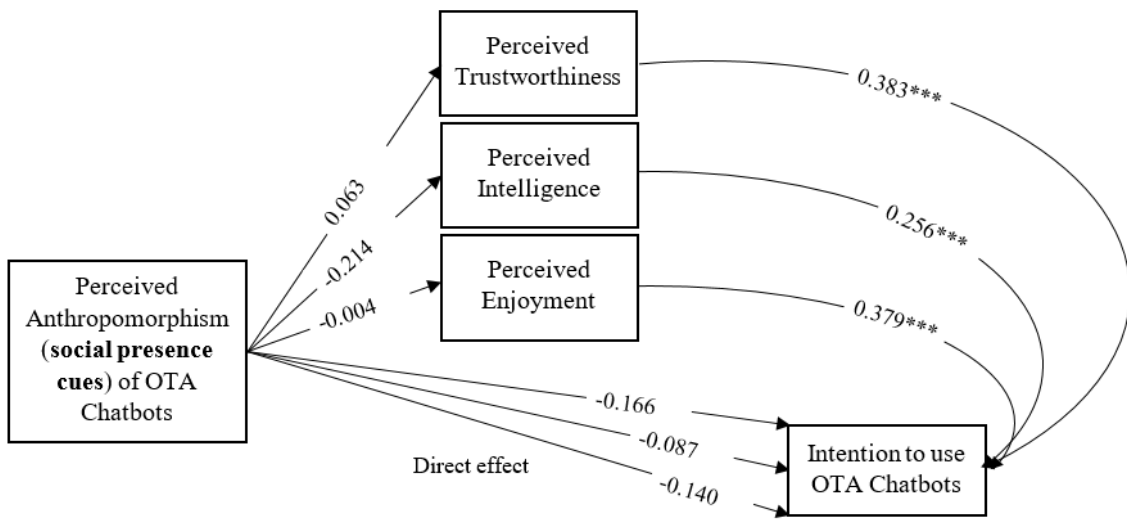 Perceived
Trustworthiness
0.383***
Perceived
Intelligence
0.256***
Perceived
Enjoyment
0.379***
0.063
-0.214
-0.004
Perceived
Anthropomorphism
(social presence
cues) of OTA
Chatbots
-0.166
-0.087
-0.140
Direct effect
Intention to use
OTA Chatbots